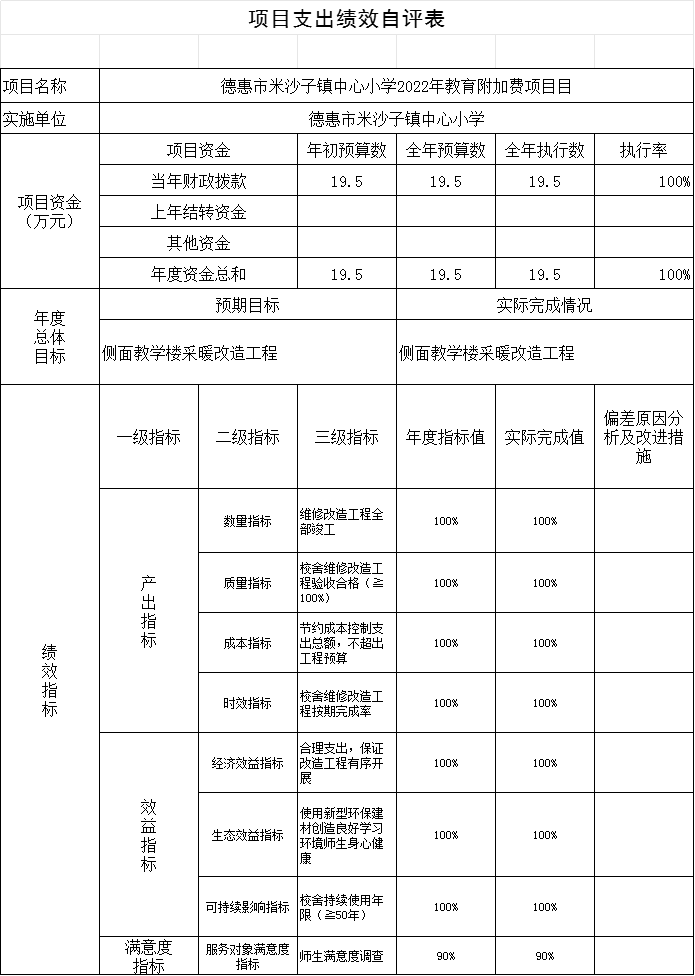 项目支出绩效自评表
项目名称 德惠市米沙子镇中心小学2022年教育附加费项目目
实施单位 德惠市米沙子镇中心小学
项目资金
（万元）
项目资金 年初预算数 全年预算数 全年执行数 执行率
当年财政拨款 19.5 19.5 19.5 100%
上年结转资金
其他资金
年度资金总和 19.5 19.5 19.5 100%
年度
总体
目标
预期目标 实际完成情况
侧面教学楼采暖改造工程 侧面教学楼采暖改造工程
绩
效
指
标
一级指标 二级指标 三级指标 年度指标值 实际完成值
偏差原因分
析及改进措
施
产
出
指
标
数量指标
维修改造工程全
部竣工
100% 100%
质量指标
校舍维修改造工
程验收合格（≧
100%）
100% 100%
成本指标
节约成本控制支
出总额，不超出
工程预算
100% 100%
时效指标
校舍维修改造工
程按期完成率
100% 100%
效
益
指
标
经济效益指标
合理支出，保证
改造工程有序开
展
100% 100%
生态效益指标
使用新型环保建
材创造良好学习
环境师生身心健
康
100% 100%
可持续影响指标
校舍持续使用年
限（≧50年）
100% 100%
满意度
指标
服务对象满意度
指标
师生满意度调查 90% 90%